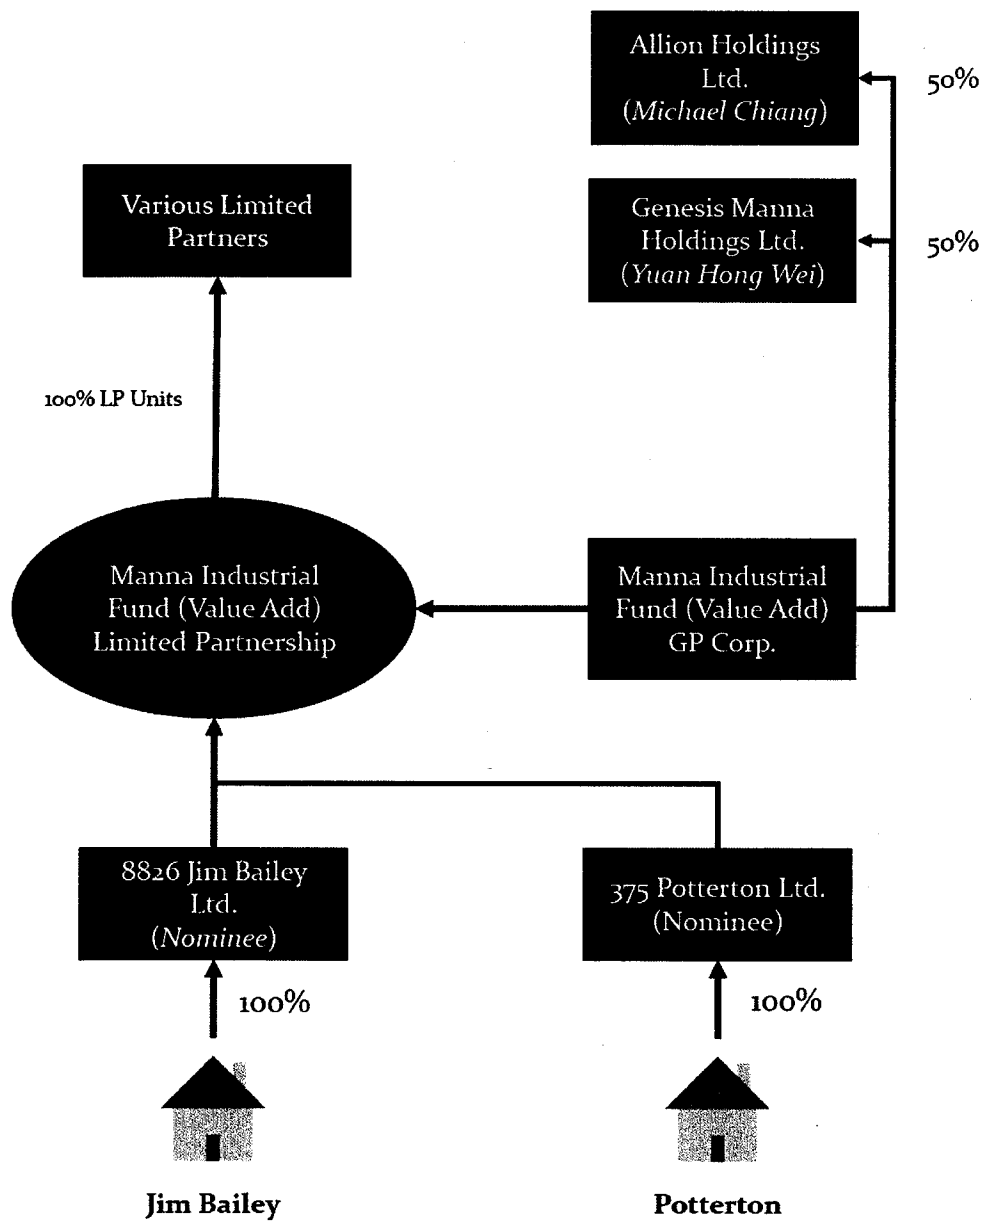 Allion Holdings
Ltd.
(Michael Chiang)
50%
Various Limited
Partners
Genesis Manna
Holdings Ltd.
(Yuan Hong Wei)
50%
100% LP Units
Manna Industrial
Fund (Value Add)
Limited Partnership
Manna Industrial
Fund (Value Add)
GP Corp.
8826 Jim Bailey
Ltd.
(Nominee)
375 Potterton Ltd.
(Nominee)
100%
100%
Jim Bailey
Potterton